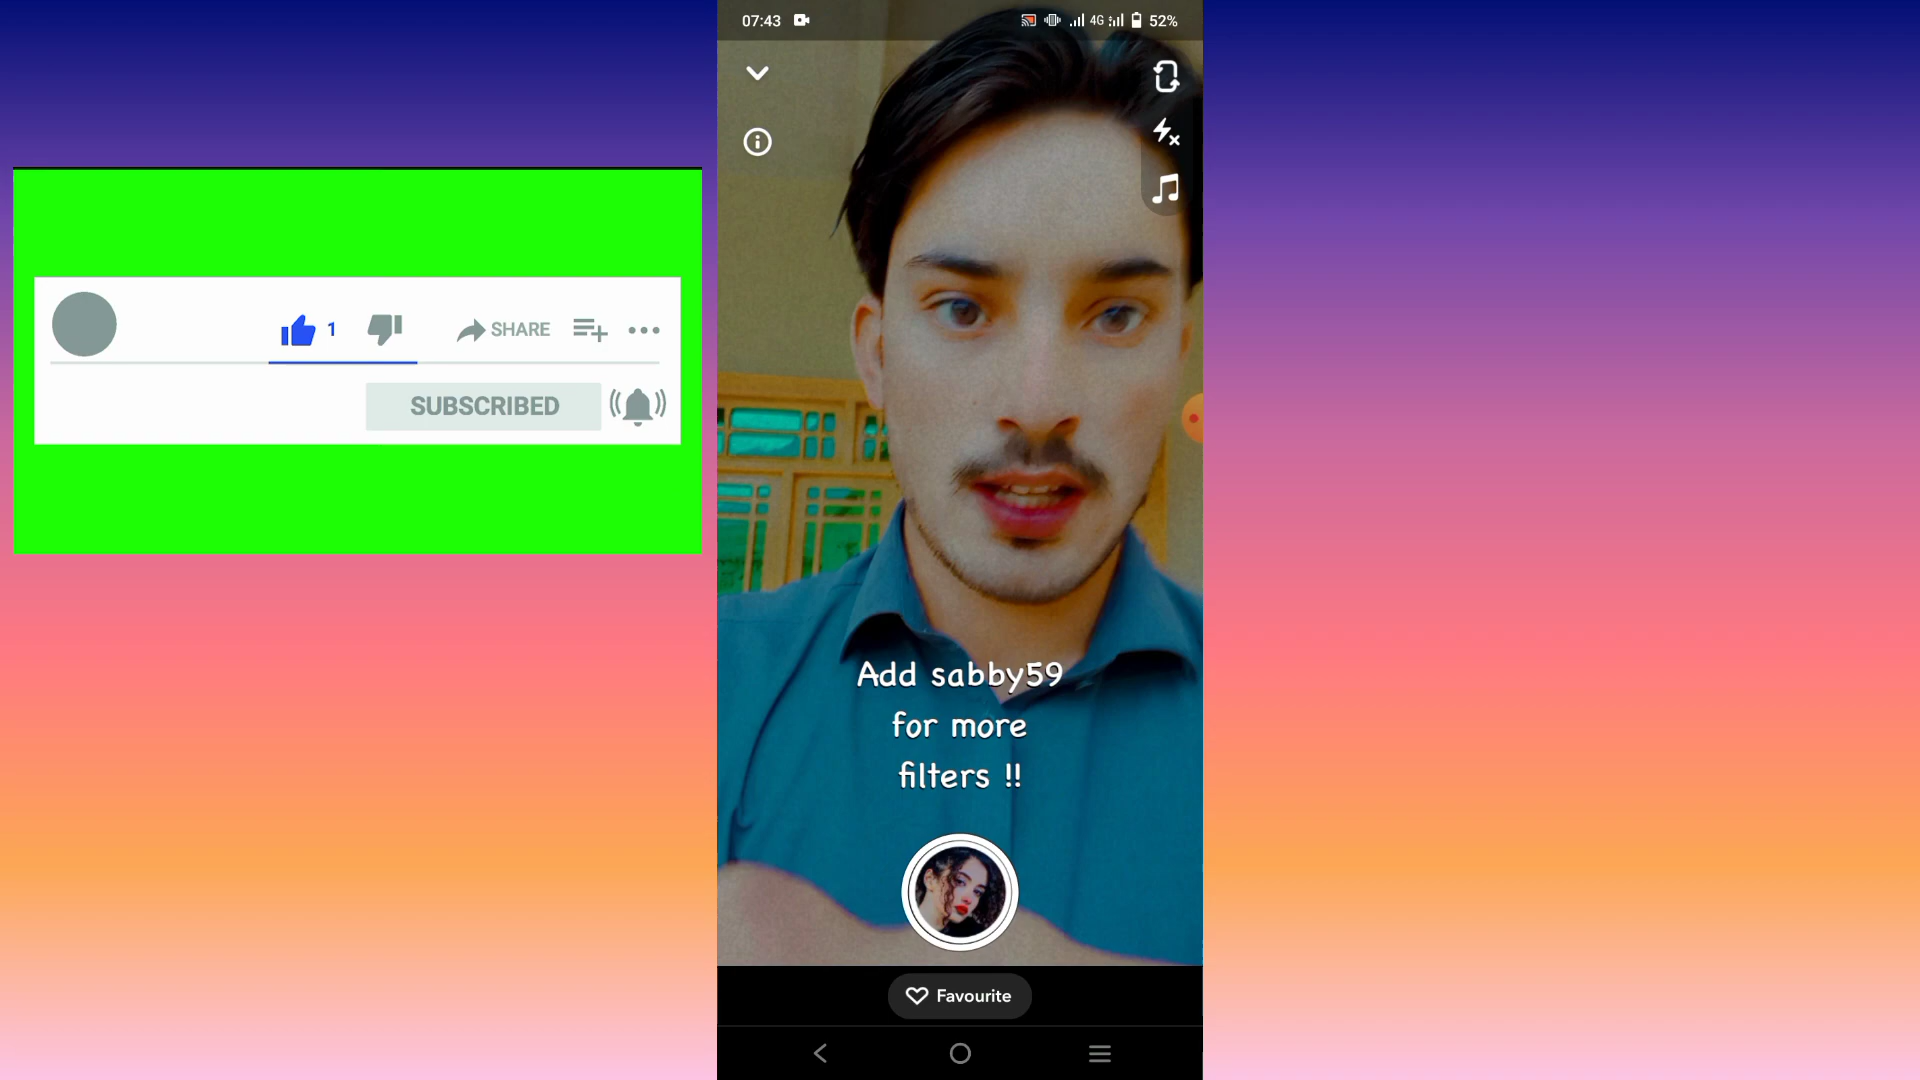 07:43
4G
52%
1
SHARE
SUBSCRIBED
Add sabby59
for more
filters !!
Favourite